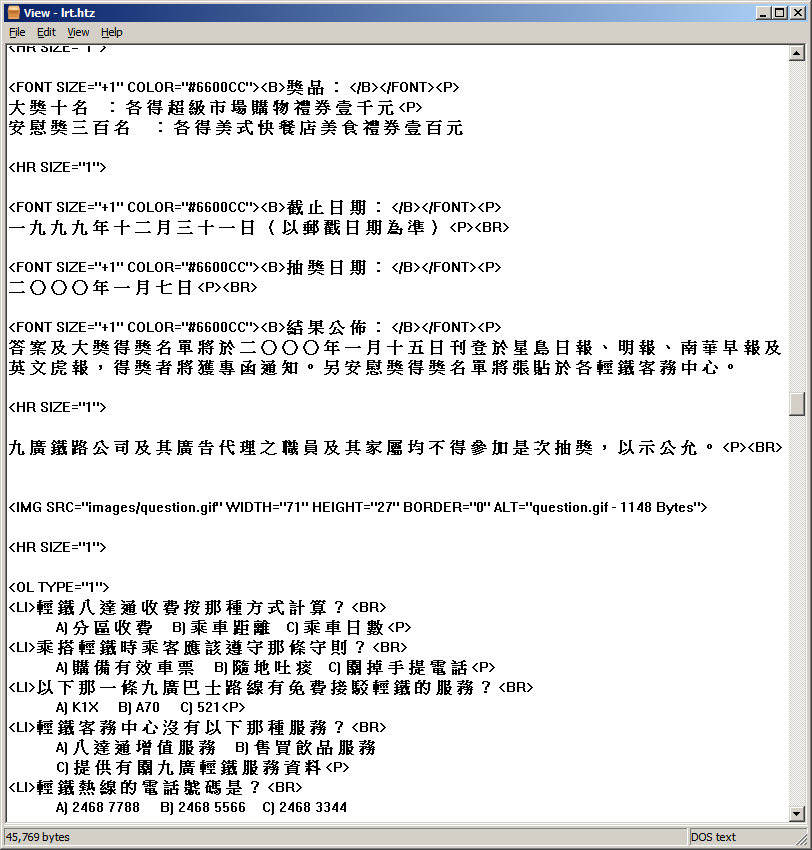 View - lrt.htz
File Edit View Help
<HR SIZE="1">
<FONT SIZE="+1" COLOR="#6600CC"><B>獎品：</B></FONT><P>
大獎十名 ：各得超級市場購物禮券壹千元<P>
安慰獎三百名 ：各得美式快餐店美食禮券壹百元
<HR SIZE="1">
<FONT SIZE="+1" COLOR="#6600CC"><B>截止日期：</B></FONT><P>
一九九九年十二月三十一日（以郵戳日期為準）<P><BR>
<FONT SIZE="+1" COLOR="#6600CC"><B>抽獎日期：</B></FONT><P>
二〇〇〇年一月七日<P><BR>
<FONT SIZE="+1" COLOR="#6600CC"><B>結果公佈：</B></FONT><P>
答案及大獎得獎名單將於二〇〇〇年一月十五日刊登於星島日報、明報、南華早報及
英文虎報，得獎者將獲專函通知。另安慰獎得獎名單將張貼於各輕鐵客務中心。
<HR SIZE="1">
九廣鐵路公司及其廣告代理之職員及其家屬均不得參加是次抽獎，以示公允。<P><BR>
<IMG SRC="images/question.gif" WIDTH="71" HEIGHT="27" BORDER="0" ALT="question.gif - 1148 Bytes">
<HR SIZE="1">
<OL TYPE="1">
<LI>輕鐵八達通收費按那種方式計算？<BR>
A) 分區收費 B) 乘車距離 C) 乘車日數<P>
<LI>乘搭輕鐵時乘客應該遵守那條守則？<BR>
A) 購備有效車票 B) 隨地吐痰 C) 關掉手提電話<P>
<LI>以下那一條九廣巴士路線有免費接駁輕鐵的服務？<BR>
A) K1X B) A70 C) 521<P>
<LI>輕鐵客務中心沒有以下那種服務？<BR>
A) 八達通增值服務 B) 售買飲品服務
C) 提供有關九廣輕鐵服務資料<P>
<LI>輕鐵熱線的電話號碼是？<BR>
A) 2468 7788 B) 2468 5566 C) 2468 3344
45,769 bytes
DOS text